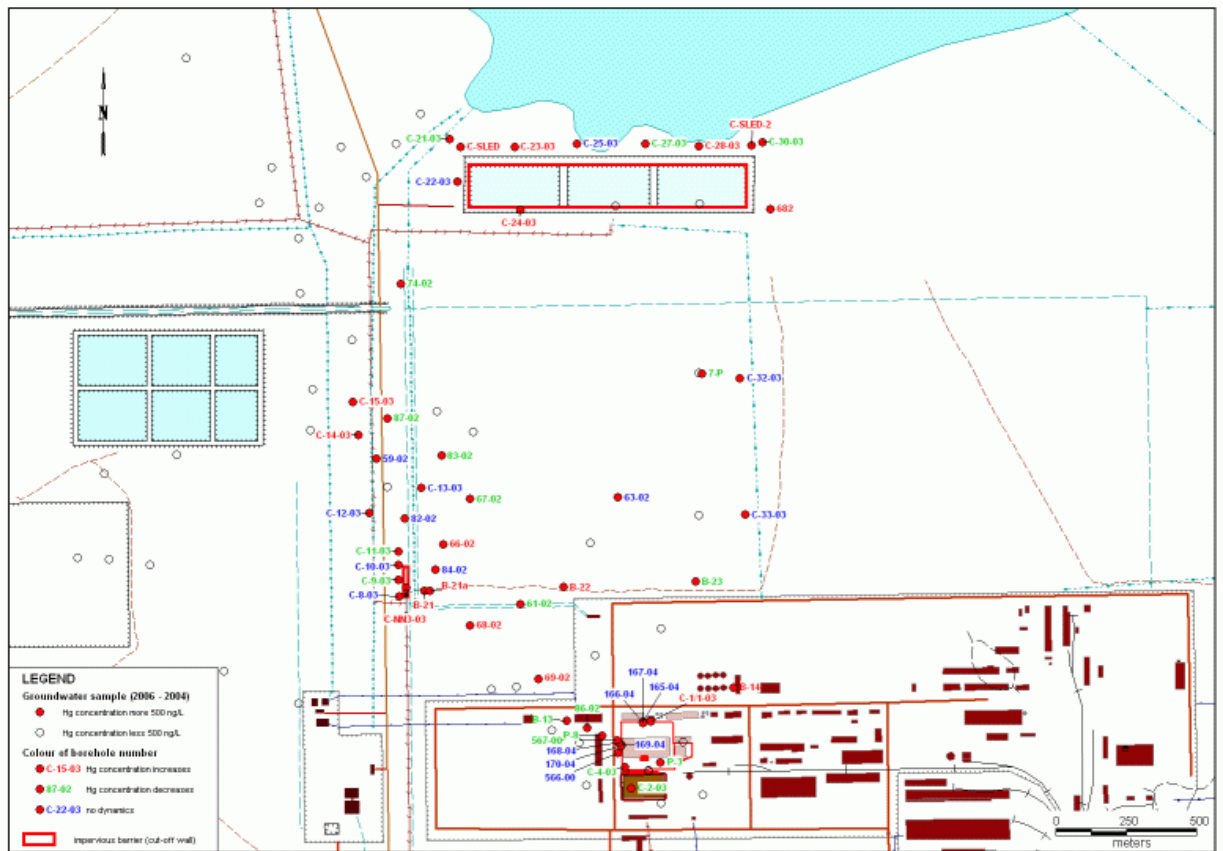 N
C-SLED-2
C-21-03
C-SLED
C-23-03
C-25-03
C-27-03
C-28-03
C-30-03
C-22-03
C-24-03
682
74-02
7-P
C-32-03
C-15-03
87-02
C-14-03
59-02
83-02
C-13-03
67-02
63-02
C-12-03
82-02
C-33-03
C-11-03
66-02
C-10-03
84-02
C-9-03
B-21a
B-22
B-23
C-8-03
B-21
61-02
C-NN3-03
68-02
69-02
167-04
165-04
166-04
C-1/1-03
B-14
86-02
B-13
P-8
567-00
169-04
168-04
170-04
P-3
C-4-03
566-00
C-2-03
LEGEND
Groundwater sample (2006 - 2004)
Hg concentration more 500 ng/L
Hg concentration less 500 ng/L
Colour of borehole number
C-15-03 Hg concentration increases
87-02 Hg concentration decreases
C-22-03 no dynamics
impervious barrier (cut-off wall)
0 250 500
meters